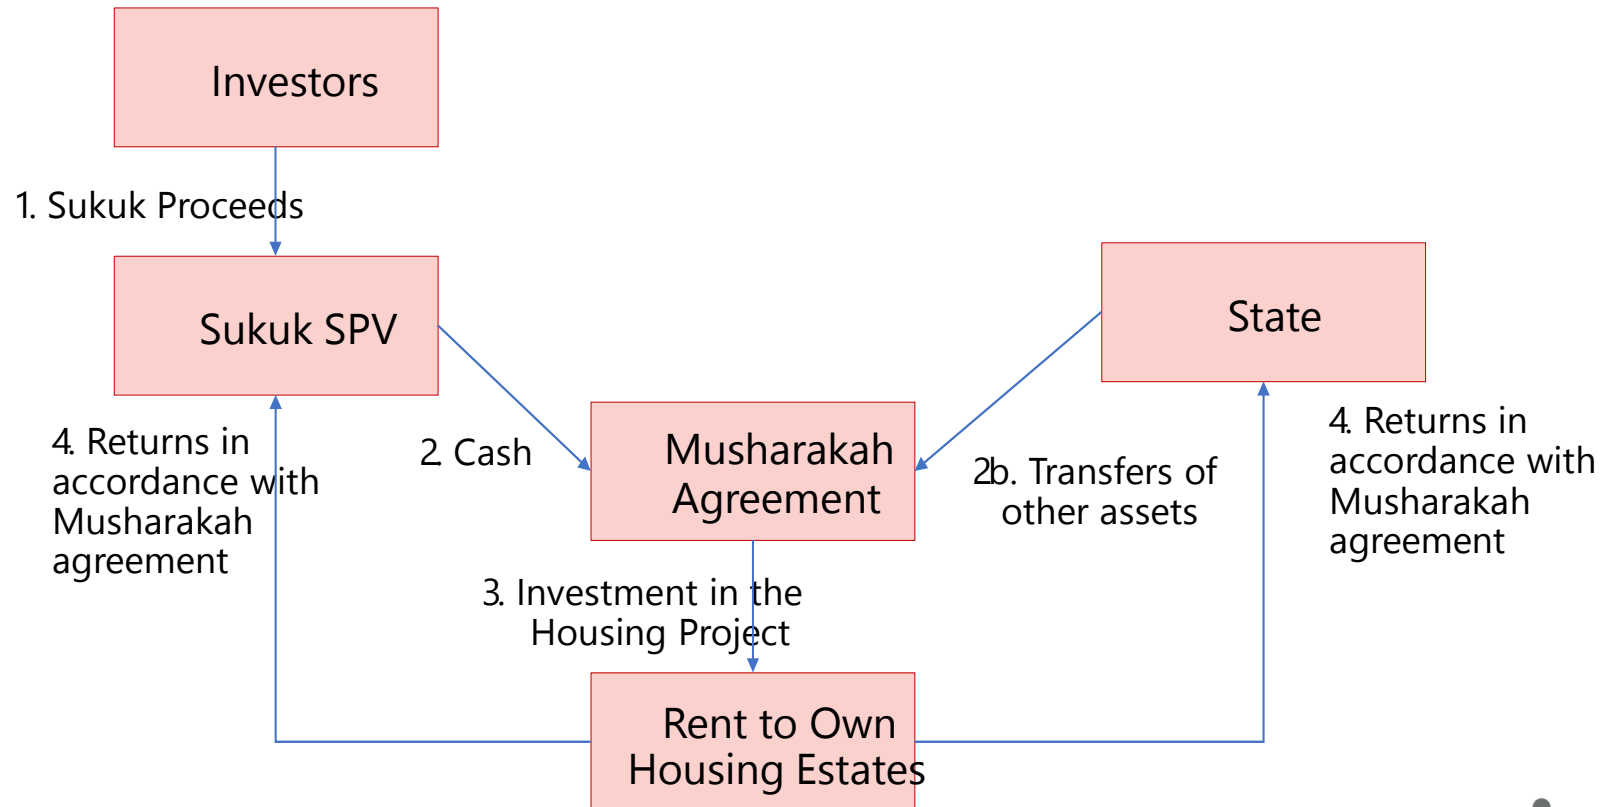 Investors
1. Sukuk Proceeds
Sukuk SPV
State
4. Returns in
accordance with
Musharakah
agreement
2. Cash
Musharakah
Agreement
2b. Transfers of
other assets
4. Returns in
accordance with
Musharakah
agreement
3. Investment in the
Housing Project
Rent to Own
Housing Estates